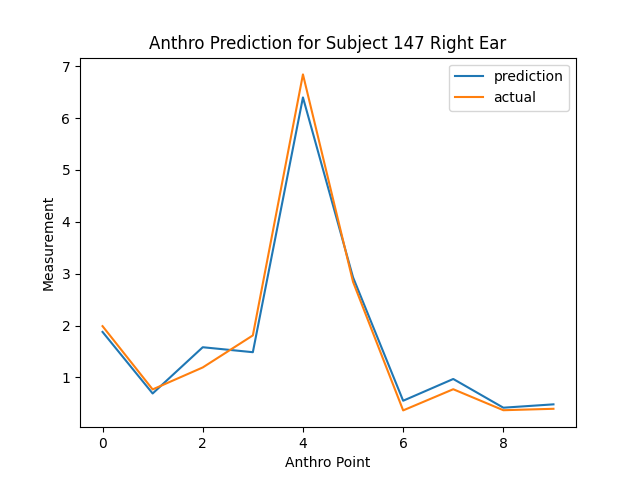 Anthro Prediction for Subject 147 Right Ear
prediction
actual
7
6
5
4
3
2
1
Measurement
0 2 4 6 8
Anthro Point